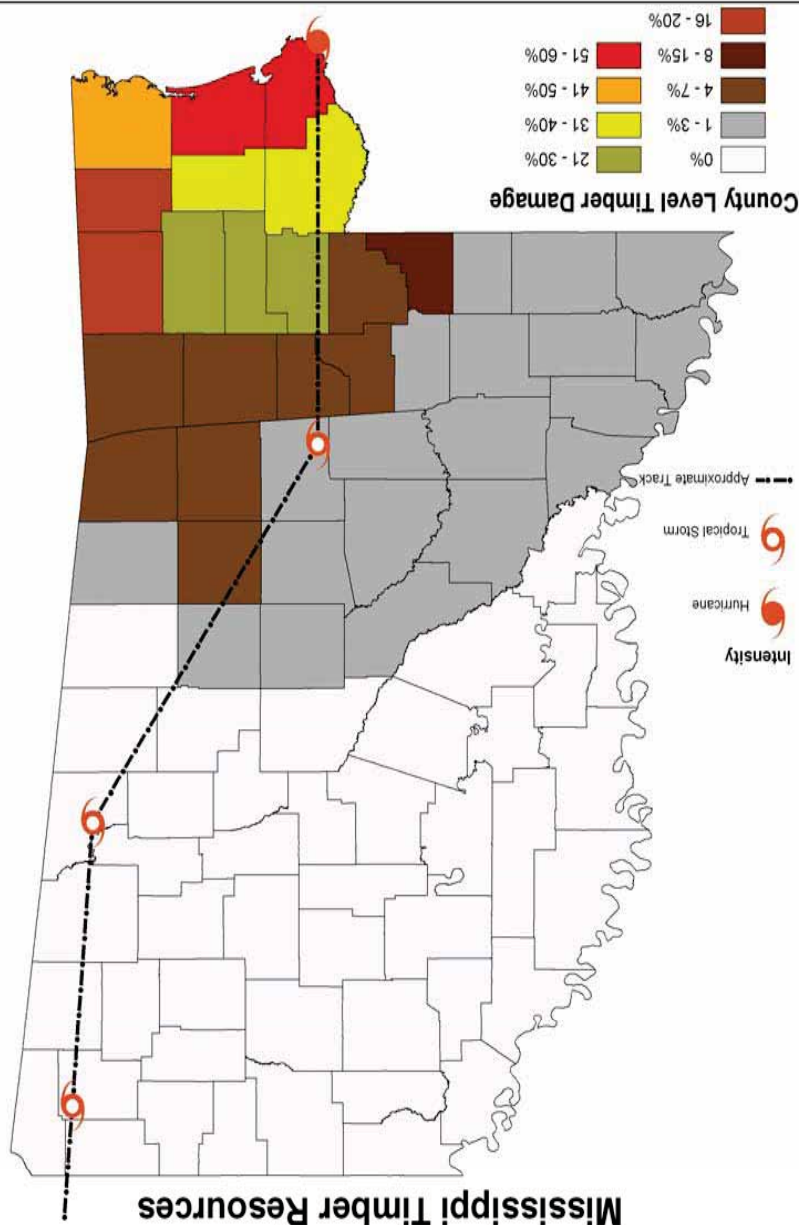 Mississippi Timber Resources
Intensity
Hurricane
Tropical Storm
Approximate Track
County Level Timber Damage
0%
1 - 3%
4 - 7%
8 - 15%
16 - 20%
21 - 30%
31 - 40%
41 - 50%
51 - 60%